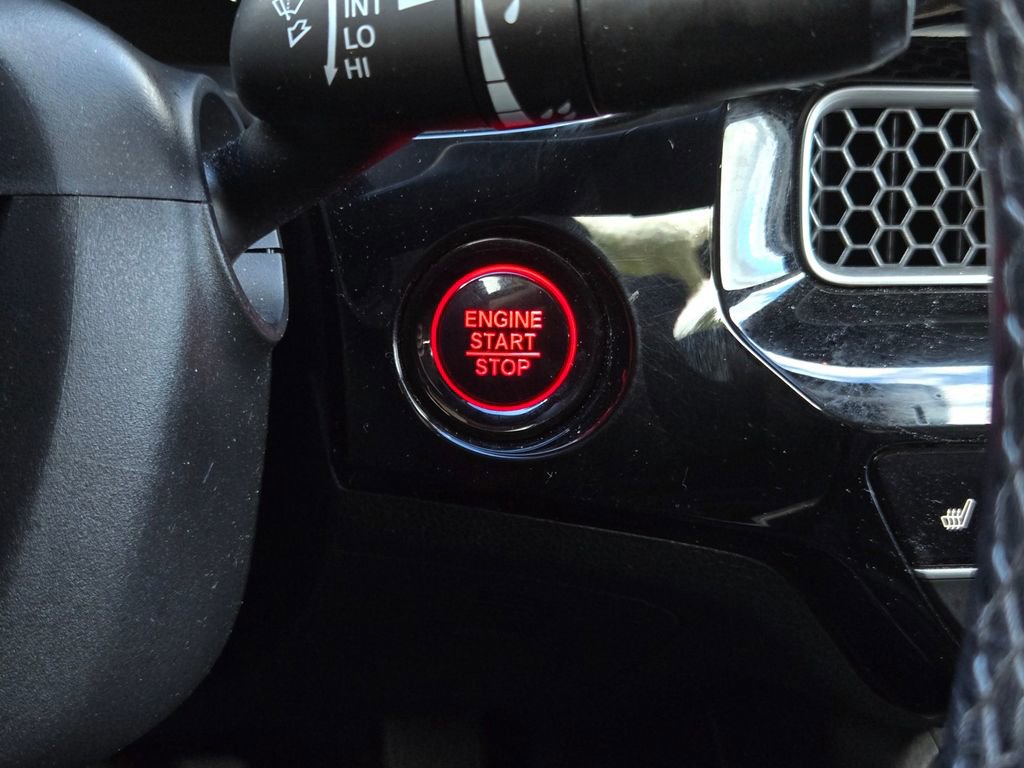 INT
LO
HI
ENGINE
START
STOP